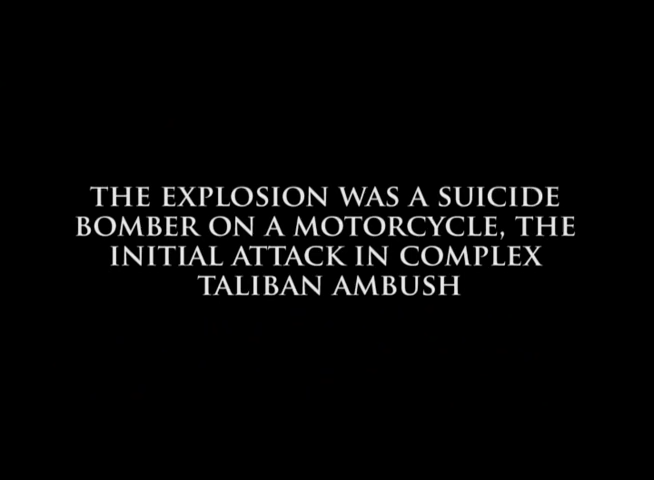 THE EXPLOSION WAS A SUICIDE
BOMBER ON A MOTORCYCLE, THE
INITIAL ATTACK IN COMPLEX
TALIBAN AMBUSH